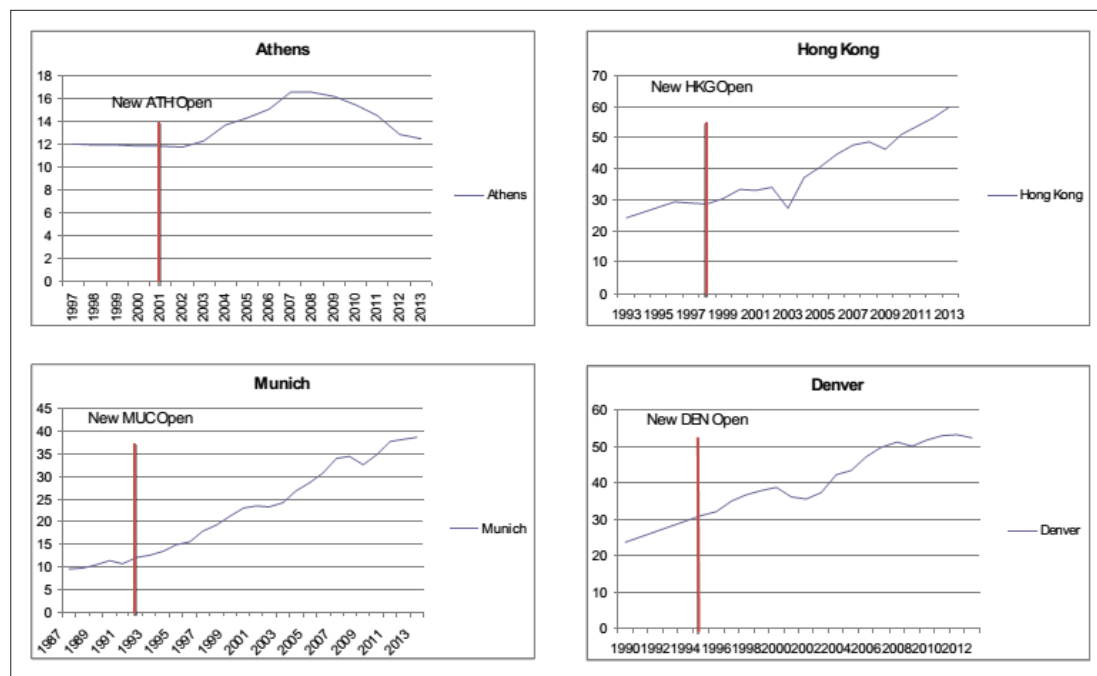 Athens
18
16
14
12
10
8
6
4
2
0
New ATH Open
Athens
1997 1998 1999 2000 2001 2002 2003 2004 2005 2006 2007 2008 2009 2010 2011 2012 2013
Hong Kong
70
60
50
40
30
20
10
0
New HKG Open
Hong Kong
1993 1995 1997 1999 2001 2003 2005 2007 2009 2011 2013
Munich
45
40
35
30
25
20
15
10
5
0
New MUC Open
Munich
1987 1989 1991 1993 1995 1997 1999 2001 2003 2005 2007 2009 2011 2013
Denver
60
50
40
30
20
10
0
New DEN Open
Denver
1990 1992 1994 1996 1998 2000 2002 2004 2006 2008 2010 2012